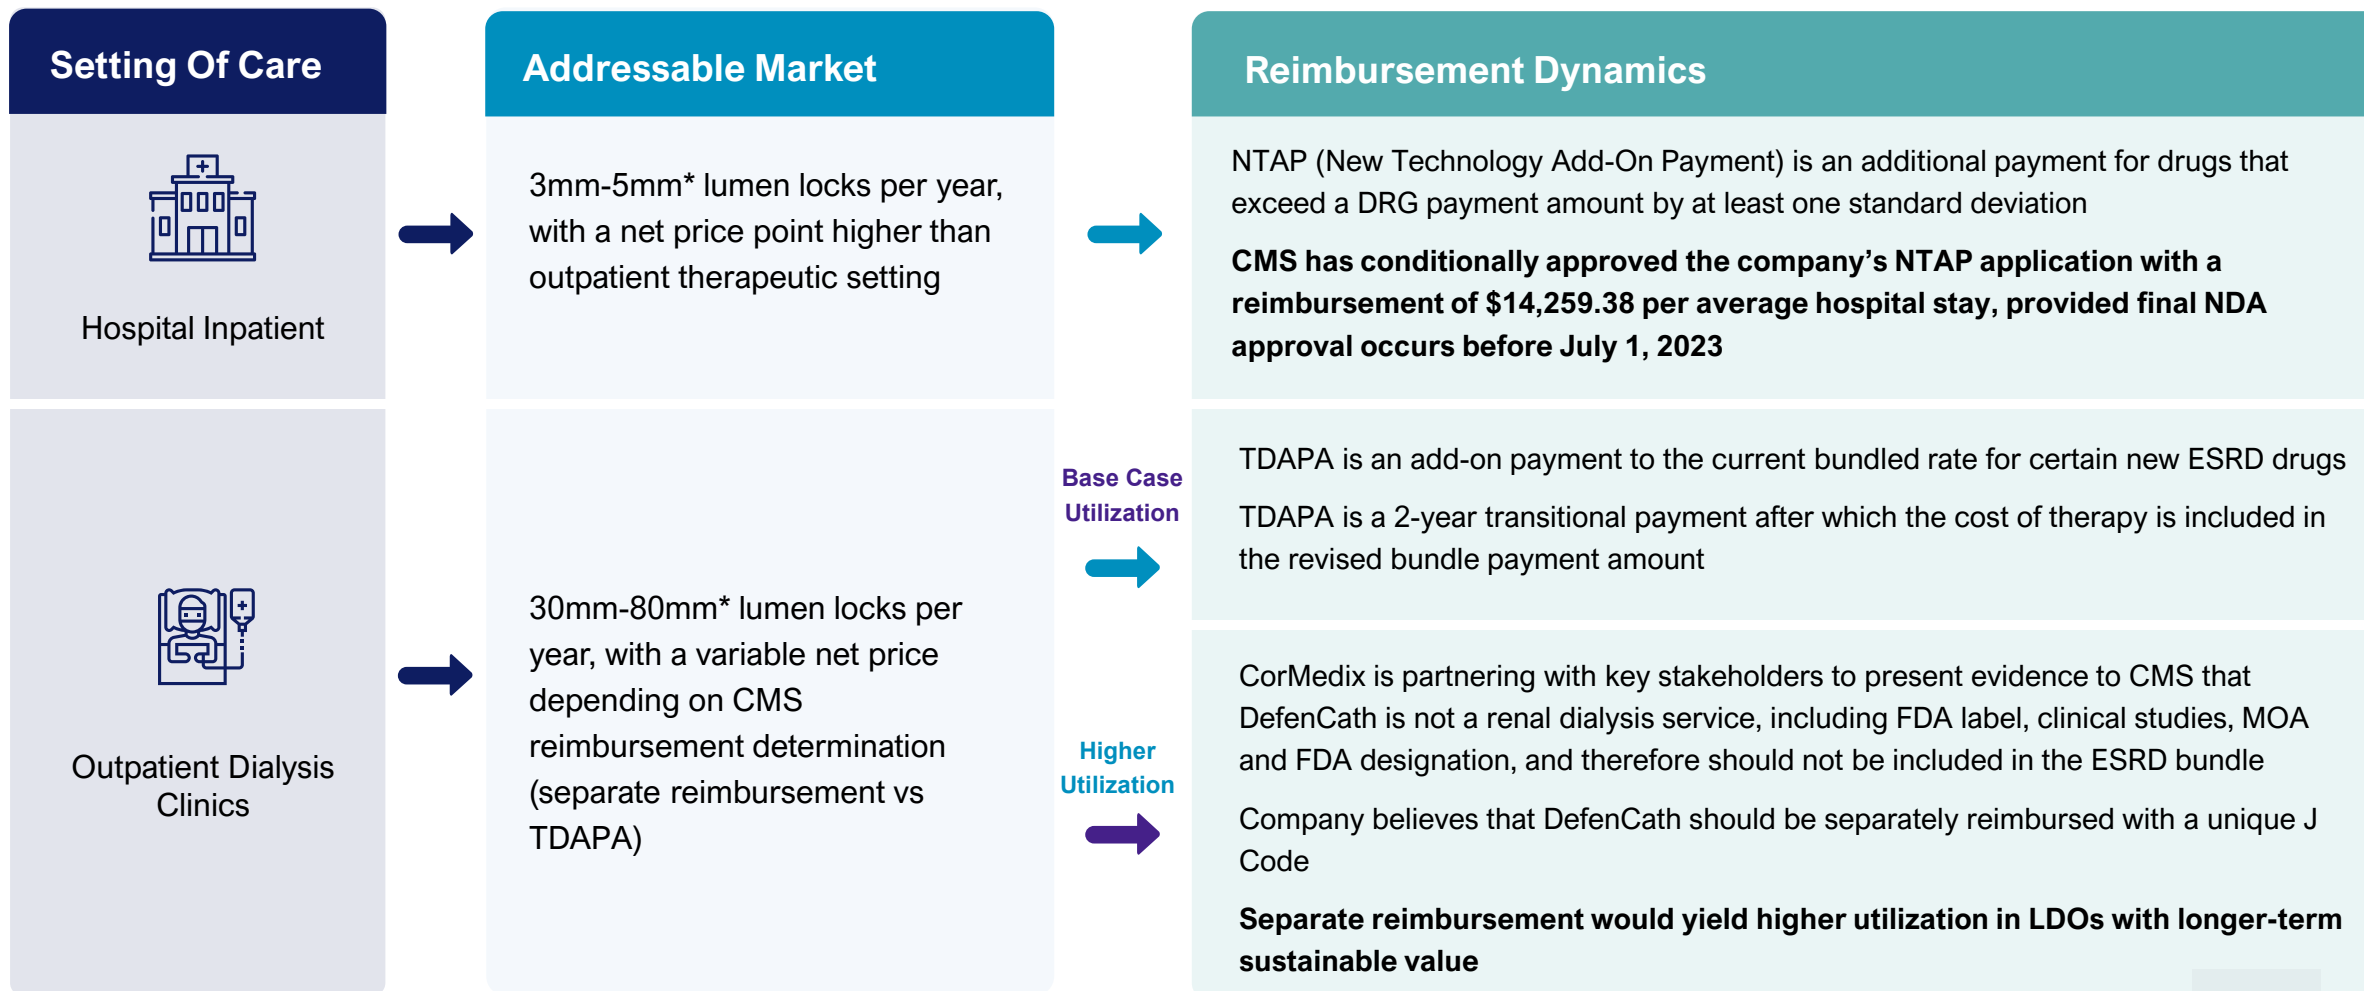 Setting Of Care
Addressable Market
Reimbursement Dynamics
Hospital Inpatient
3mm-5mm* lumen locks per year,
with a net price point higher than
outpatient therapeutic setting
NTAP (New Technology Add-On Payment) is an additional payment for drugs that
exceed a DRG payment amount by at least one standard deviation
CMS has conditionally approved the company’s NTAP application with a
reimbursement of $14,259.38 per average hospital stay, provided final NDA
approval occurs before July 1, 2023
Outpatient Dialysis
Clinics
30mm-80mm* lumen locks per
year, with a variable net price
depending on CMS
reimbursement determination
(separate reimbursement vs
TDAPA)
Base Case
Utilization
TDAPA is an add-on payment to the current bundled rate for certain new ESRD drugs
TDAPA is a 2-year transitional payment after which the cost of therapy is included in
the revised bundle payment amount
Higher
Utilization
CorMedix is partnering with key stakeholders to present evidence to CMS that
DefenCath is not a renal dialysis service, including FDA label, clinical studies, MOA
and FDA designation, and therefore should not be included in the ESRD bundle
Company believes that DefenCath should be separately reimbursed with a unique J
Code
Separate reimbursement would yield higher utilization in LDOs with longer-term
sustainable value